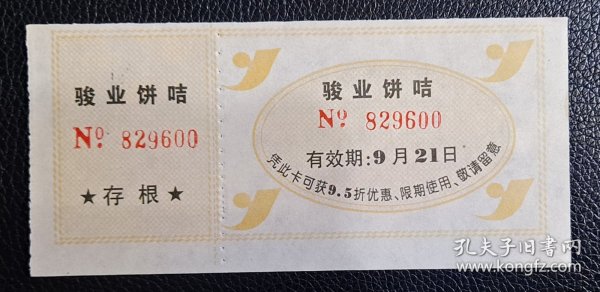 骏业饼咭
Nº 829600
★存根★
骏业饼咭
Nº 829600
有效期:9月21日
凭此卡可获9.5折优惠、限期使用、敬请留意
孔夫子旧书网
www.kongfz.com